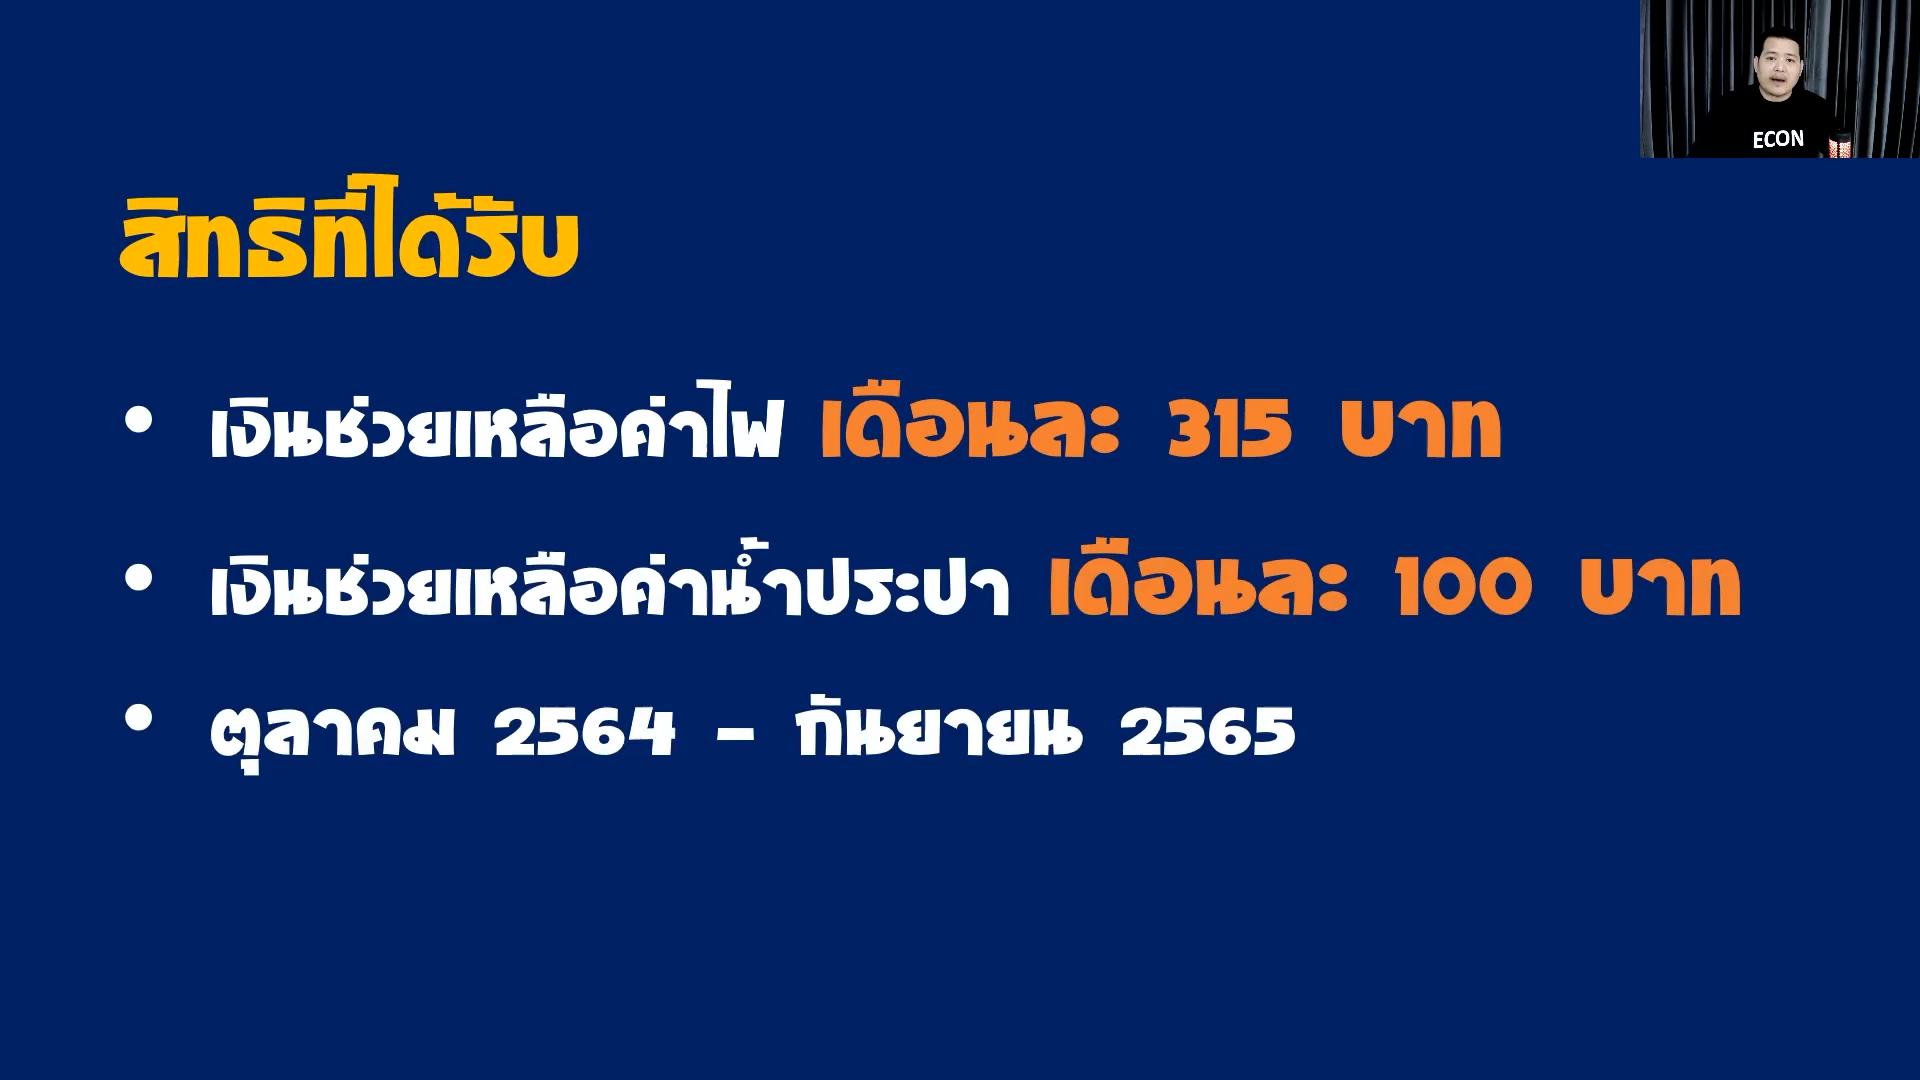 ECON
สิทธิที่ได้รับ
• เงินช่วยเหลือค่าไฟ เดือนละ 315 บาท
• เงินช่วยเหลือค่าน้ำประปา เดือนละ 100 บาท
• ตุลาคม 2564 - กันยายน 2565